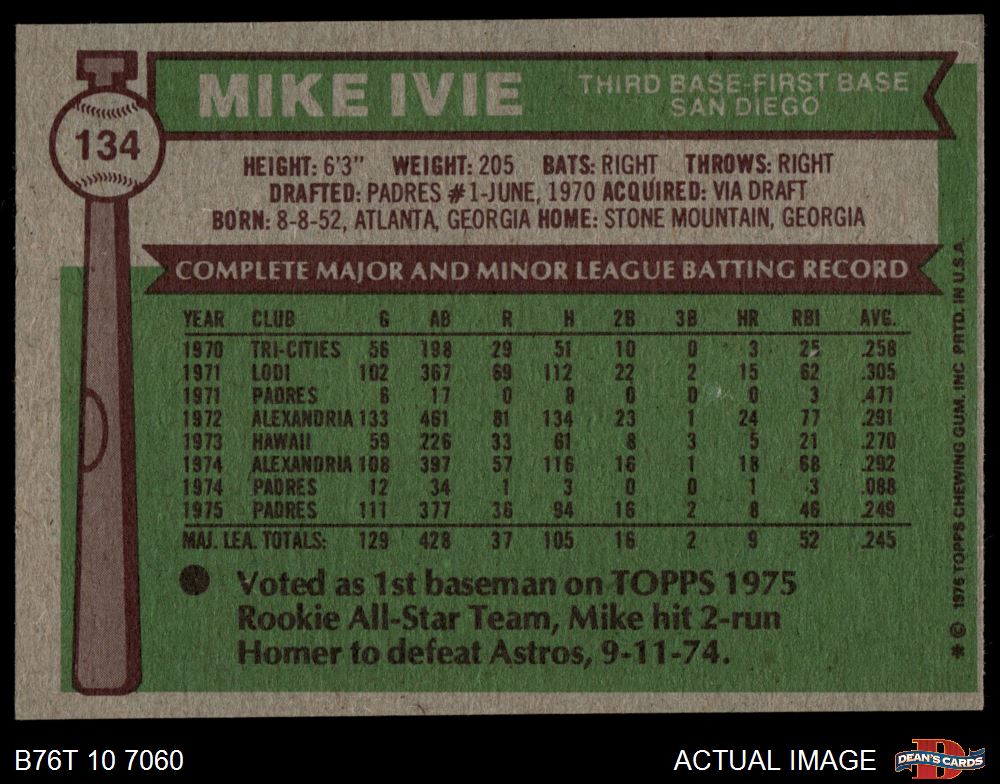 134
MIKE IVIE
THIRD BASE-FIRST BASE
SAN DIEGO
HEIGHT: 6'3" WEIGHT: 205 BATS: RIGHT THROWS: RIGHT
DRAFTED: PADRES #1-JUNE, 1970 ACQUIRED: VIA DRAFT
BORN: 8-8-52, ATLANTA, GEORGIA HOME: STONE MOUNTAIN, GEORGIA
COMPLETE MAJOR AND MINOR LEAGUE BATTING RECORD
YEAR CLUB G AB R H 2B 3B HR RBI AVG.
1970 TRI-CITIES 56 198 29 51 10 0 3 25 .258
1971 LODI 102 367 69 112 22 2 15 62 .305
1971 PADRES 6 17 0 8 0 0 0 3 .471
1972 ALEXANDRIA 133 461 81 134 23 1 24 77 .291
1973 HAWAII 59 226 33 61 8 3 5 21 .270
1974 ALEXANDRIA 108 397 57 116 16 1 18 68 .292
1974 PADRES 12 34 1 3 0 0 1 3 .088
1975 PADRES 111 377 36 94 16 2 8 46 .249
MAJ. LEA. TOTALS: 129 428 37 105 16 2 9 52 .245
Voted as 1st baseman on TOPPS 1975
Rookie All-Star Team, Mike hit 2-run
Homer to defeat Astros, 9-11-74.
* © 1976 TOPPS CHEWING GUM, INC PRTD. IN U.S.A.
B76T 10 7060
ACTUAL IMAGE
D
DEAN'S CARDS